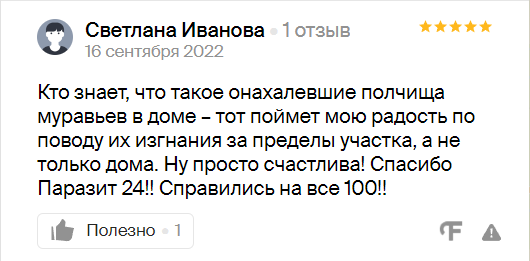 Светлана Иванова • 1 отзыв
16 сентября 2022
Кто знает, что такое онахалевшие полчища
муравьев в доме – тот поймет мою радость по
поводу их изгнания за пределы участка, а не
только дома. Ну просто счастлива! Спасибо
Паразит 24!! Справились на все 100!!
Полезно • 1